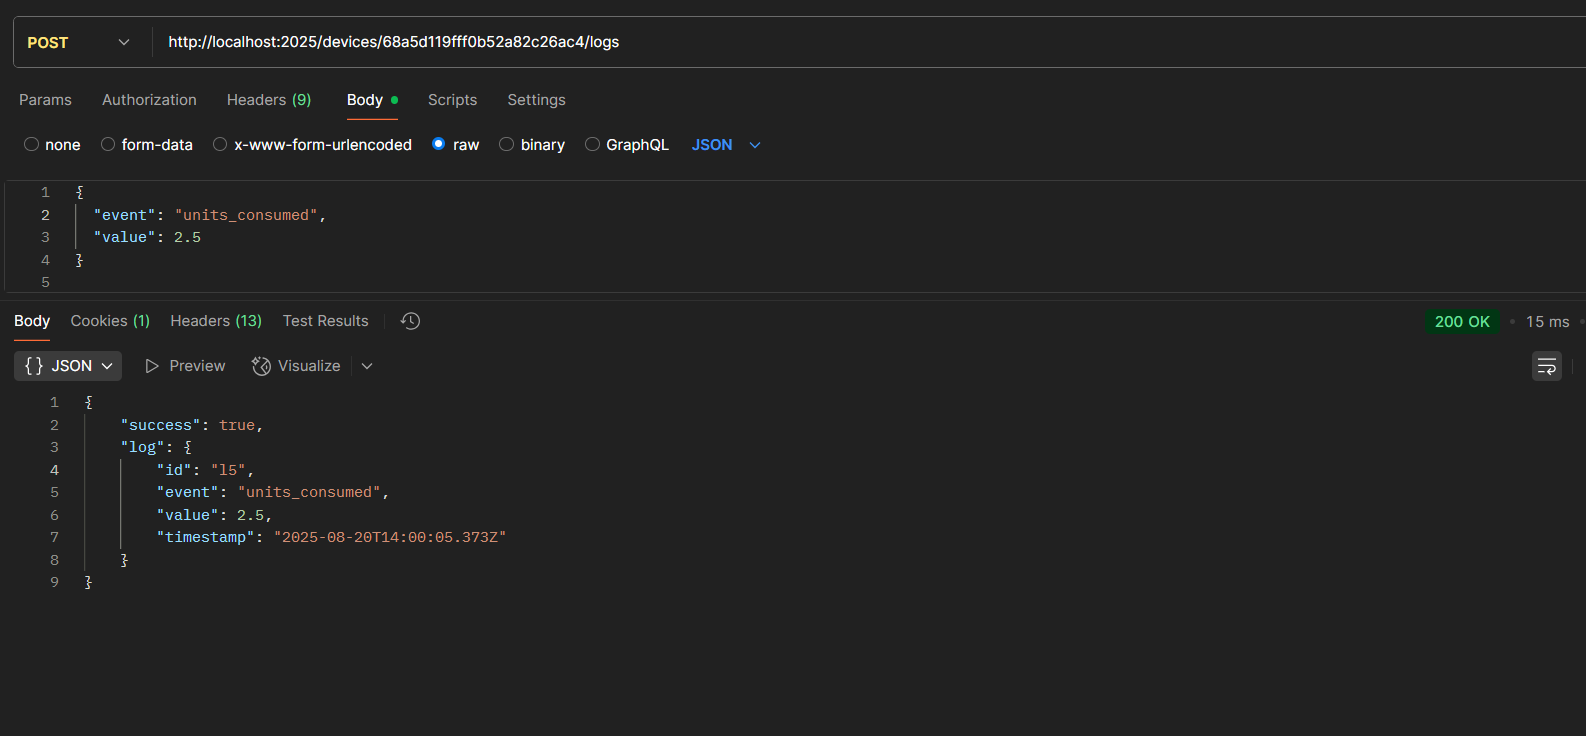 POST http://localhost:2025/devices/68a5d119fff0b52a82c26ac4/logs
Params Authorization Headers (9) Body Scripts Settings
none form-data x-www-form-urlencoded raw binary GraphQL JSON
1 {
2 "event": "units_consumed",
3 "value": 2.5
4 }
5
Body Cookies (1) Headers (13) Test Results 200 OK 15 ms
{} JSON Preview Visualize
1 {
2 "success": true,
3 "log": {
4 "id": "l5",
5 "event": "units_consumed",
6 "value": 2.5,
7 "timestamp": "2025-08-20T14:00:05.373Z"
8 }
9 }